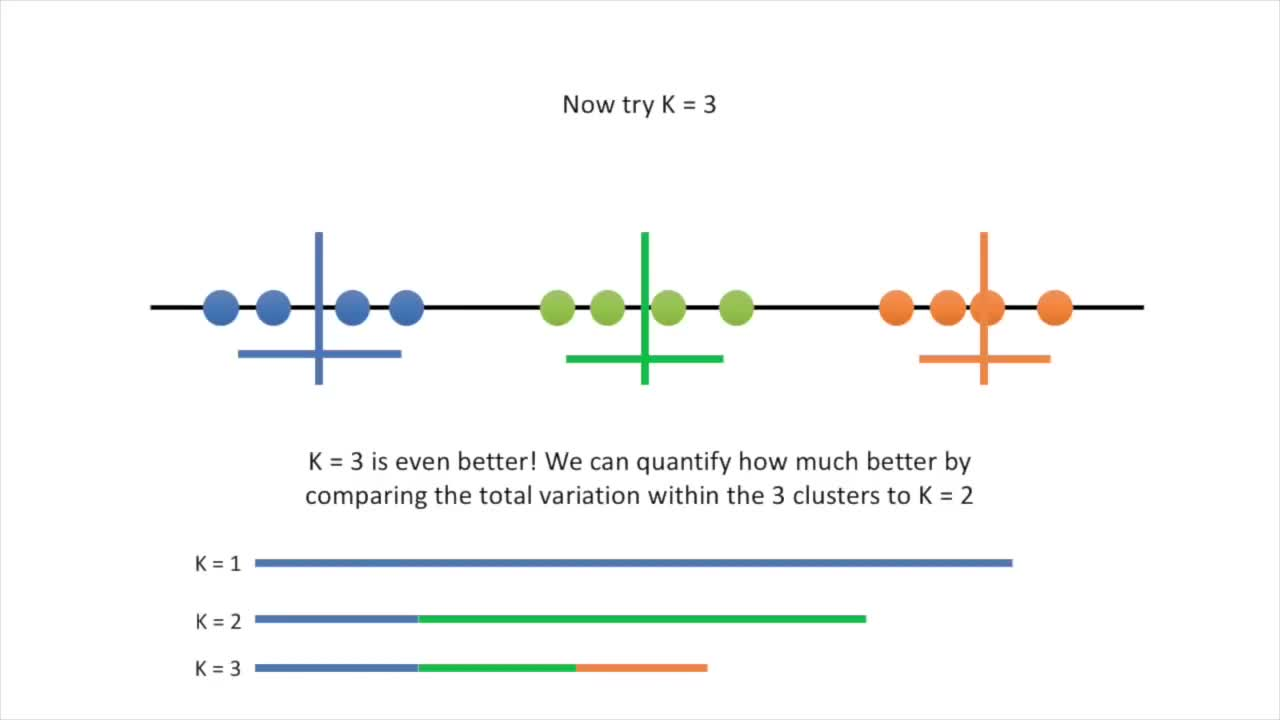 Now try K = 3
K = 3 is even better! We can quantify how much better by
comparing the total variation within the 3 clusters to K = 2
K = 1
K = 2
K = 3